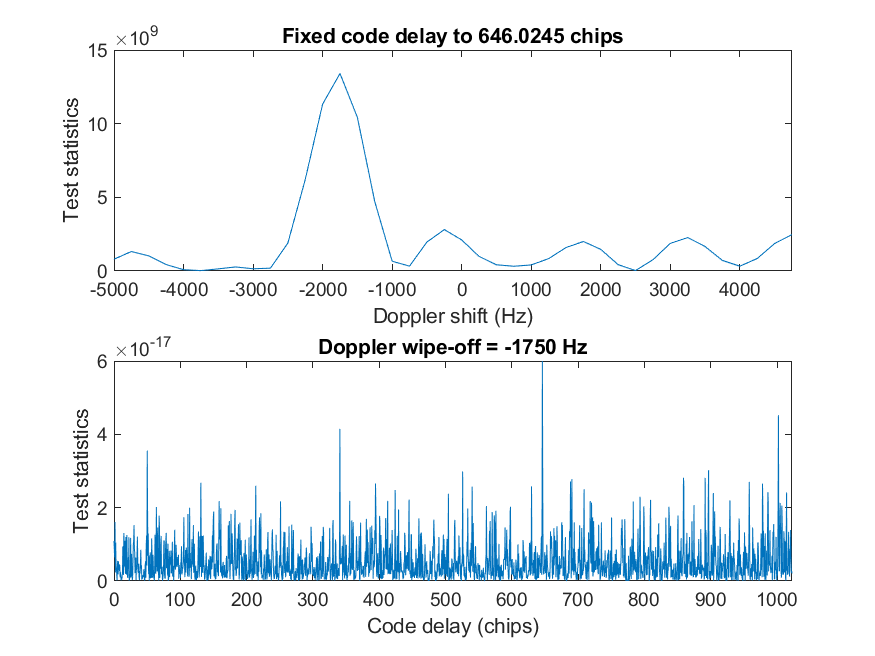 ×10^9
Fixed code delay to 646.0245 chips
15
10
5
0
Test statistics
-5000 -4000 -3000 -2000 -1000 0 1000 2000 3000 4000
Doppler shift (Hz)
×10^-17
Doppler wipe-off = -1750 Hz
6
4
2
0
Test statistics
0 100 200 300 400 500 600 700 800 900 1000
Code delay (chips)